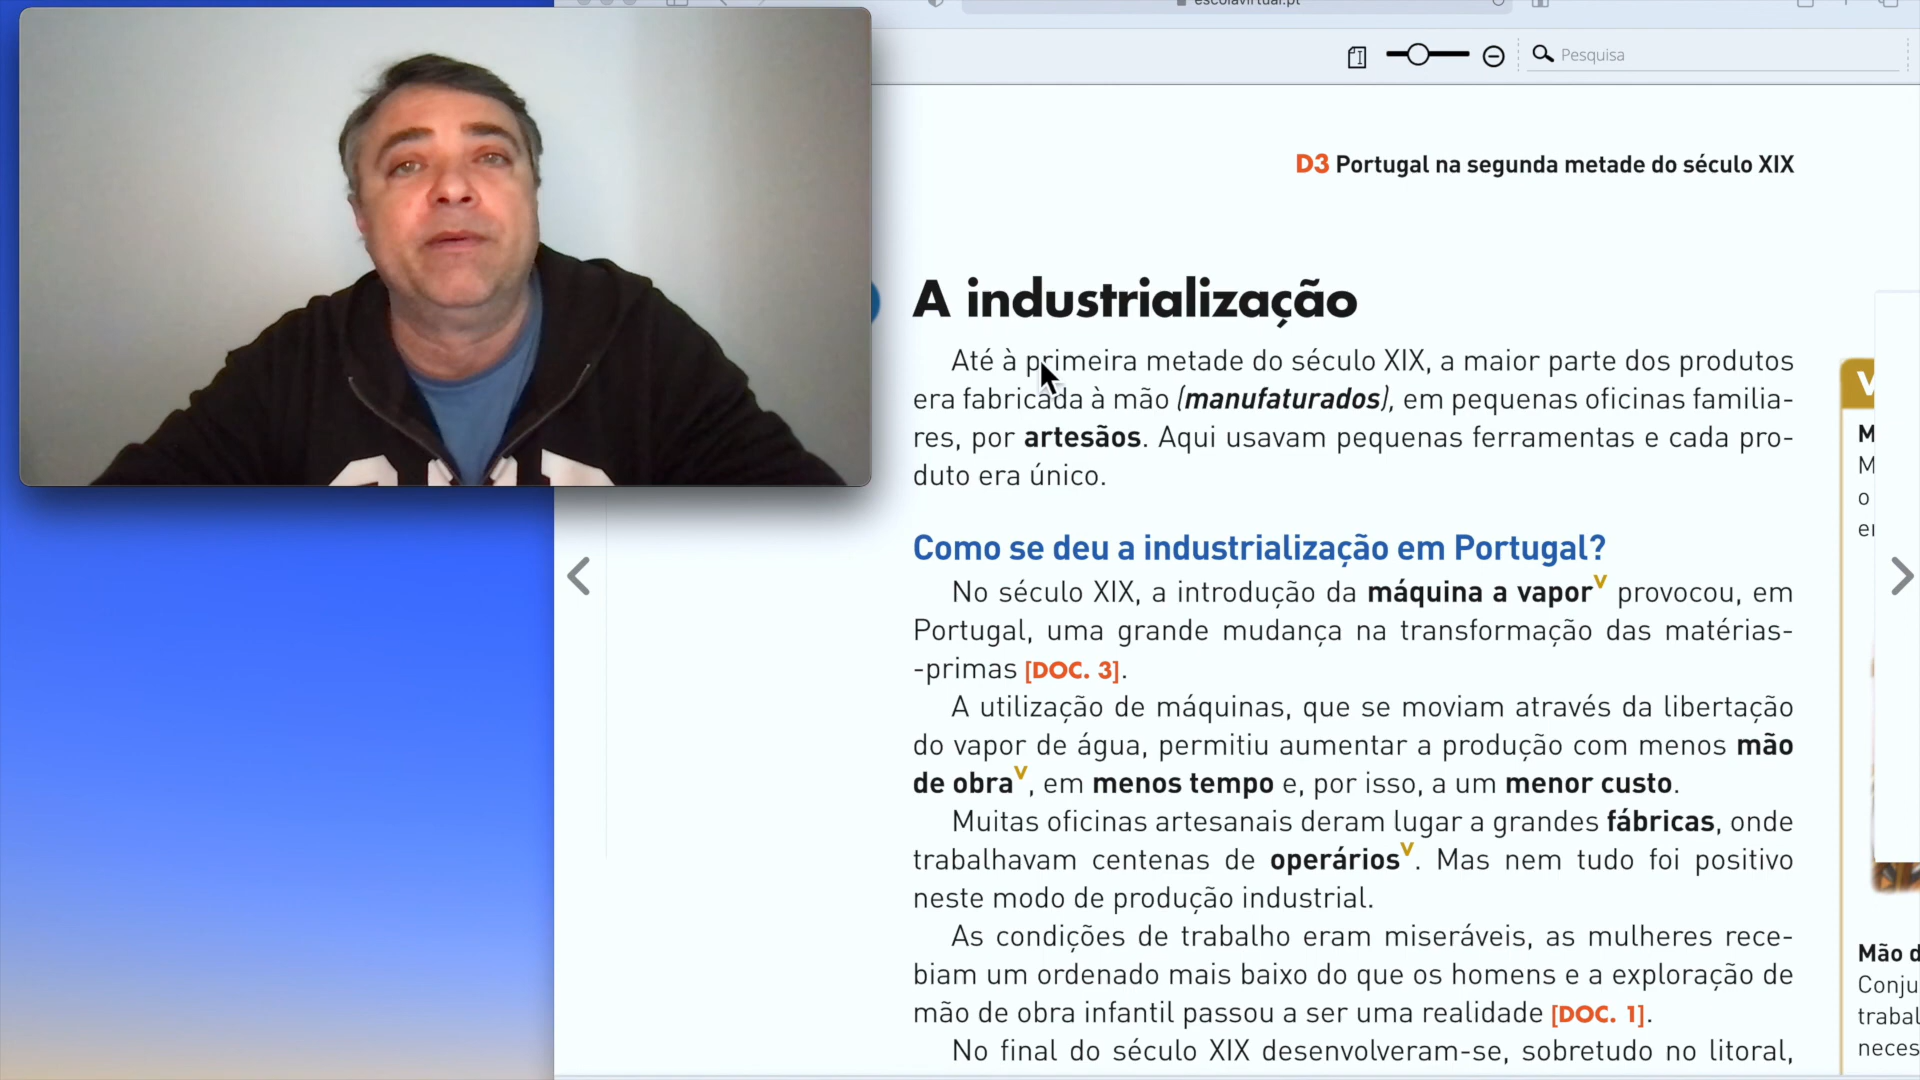 escolavirtual.pt
Pesquisa
D3 Portugal na segunda metade do século XIX
A industrialização
Até à primeira metade do século XIX, a maior parte dos produtos
era fabricada à mão (manufaturados), em pequenas oficinas familia-
res, por artesãos. Aqui usavam pequenas ferramentas e cada pro-
duto era único.
Como se deu a industrialização em Portugal?
No século XIX, a introdução da máquina a vapor V provocou, em
Portugal, uma grande mudança na transformação das matérias-
-primas [DOC. 3].
A utilização de máquinas, que se moviam através da libertação
do vapor de água, permitiu aumentar a produção com menos mão
de obra V, em menos tempo e, por isso, a um menor custo.
Muitas oficinas artesanais deram lugar a grandes fábricas, onde
trabalhavam centenas de operários V. Mas nem tudo foi positivo
neste modo de produção industrial.
As condições de trabalho eram miseráveis, as mulheres rece-
biam um ordenado mais baixo do que os homens e a exploração de
mão de obra infantil passou a ser uma realidade [DOC. 1].
No final do século XIX desenvolveram-se, sobretudo no litoral,
V
M
M
o
Mão d
Conju
trabal
neces